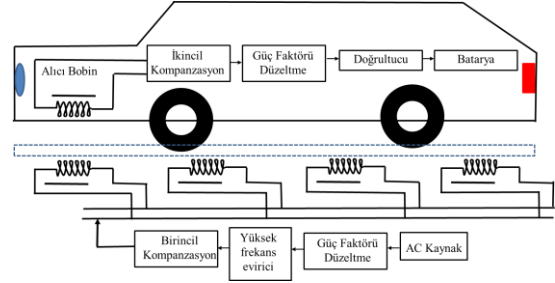 Alıcı Bobin
İkincil
Kompanzasyon
Güç Faktörü
Düzeltme
Doğrultucu
Batarya
Birincil
Kompanzasyon
Yüksek
frekans
evirici
Güç Faktörü
Düzeltme
AC Kaynak